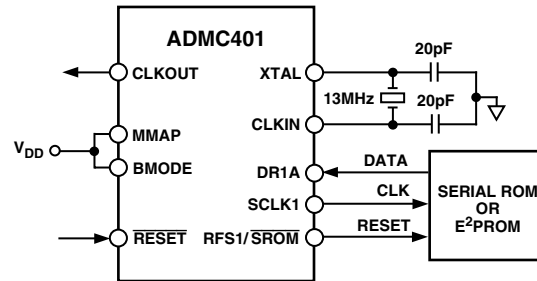 ADMC401
CLKOUT
XTAL
20pF
13MHz
20pF
CLKIN
VDD
MMAP
BMODE
DR1A
DATA
SCLK1
CLK
RESET
RFS1/SROM
RESET
SERIAL ROM
OR
E²PROM